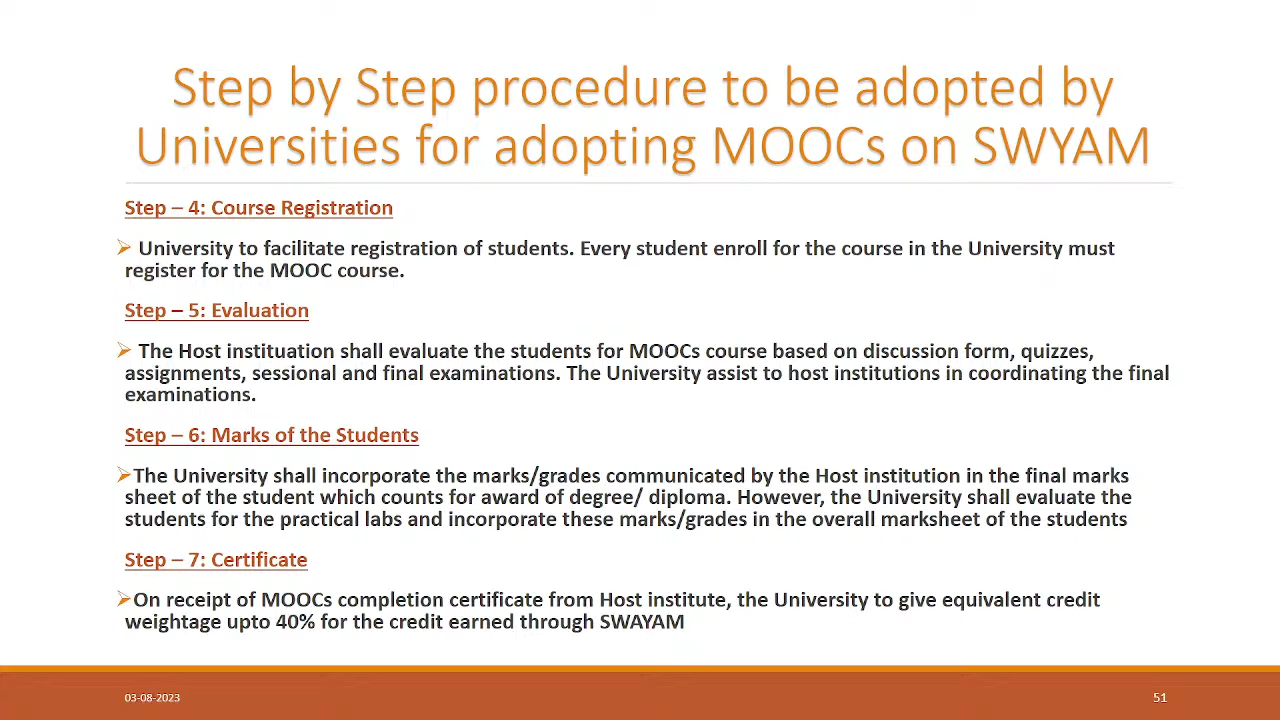 Step by Step procedure to be adopted by
Universities for adopting MOOCs on SWYAM
Step – 4: Course Registration
University to facilitate registration of students. Every student enroll for the course in the University must
register for the MOOC course.
Step – 5: Evaluation
The Host instituation shall evaluate the students for MOOCs course based on discussion form, quizzes,
assignments, sessional and final examinations. The University assist to host institutions in coordinating the final
examinations.
Step – 6: Marks of the Students
The University shall incorporate the marks/grades communicated by the Host institution in the final marks
sheet of the student which counts for award of degree/ diploma. However, the University shall evaluate the
students for the practical labs and incorporate these marks/grades in the overall marksheet of the students
Step – 7: Certificate
On receipt of MOOCs completion certificate from Host institute, the University to give equivalent credit
weightage upto 40% for the credit earned through SWAYAM
03-08-2023
51